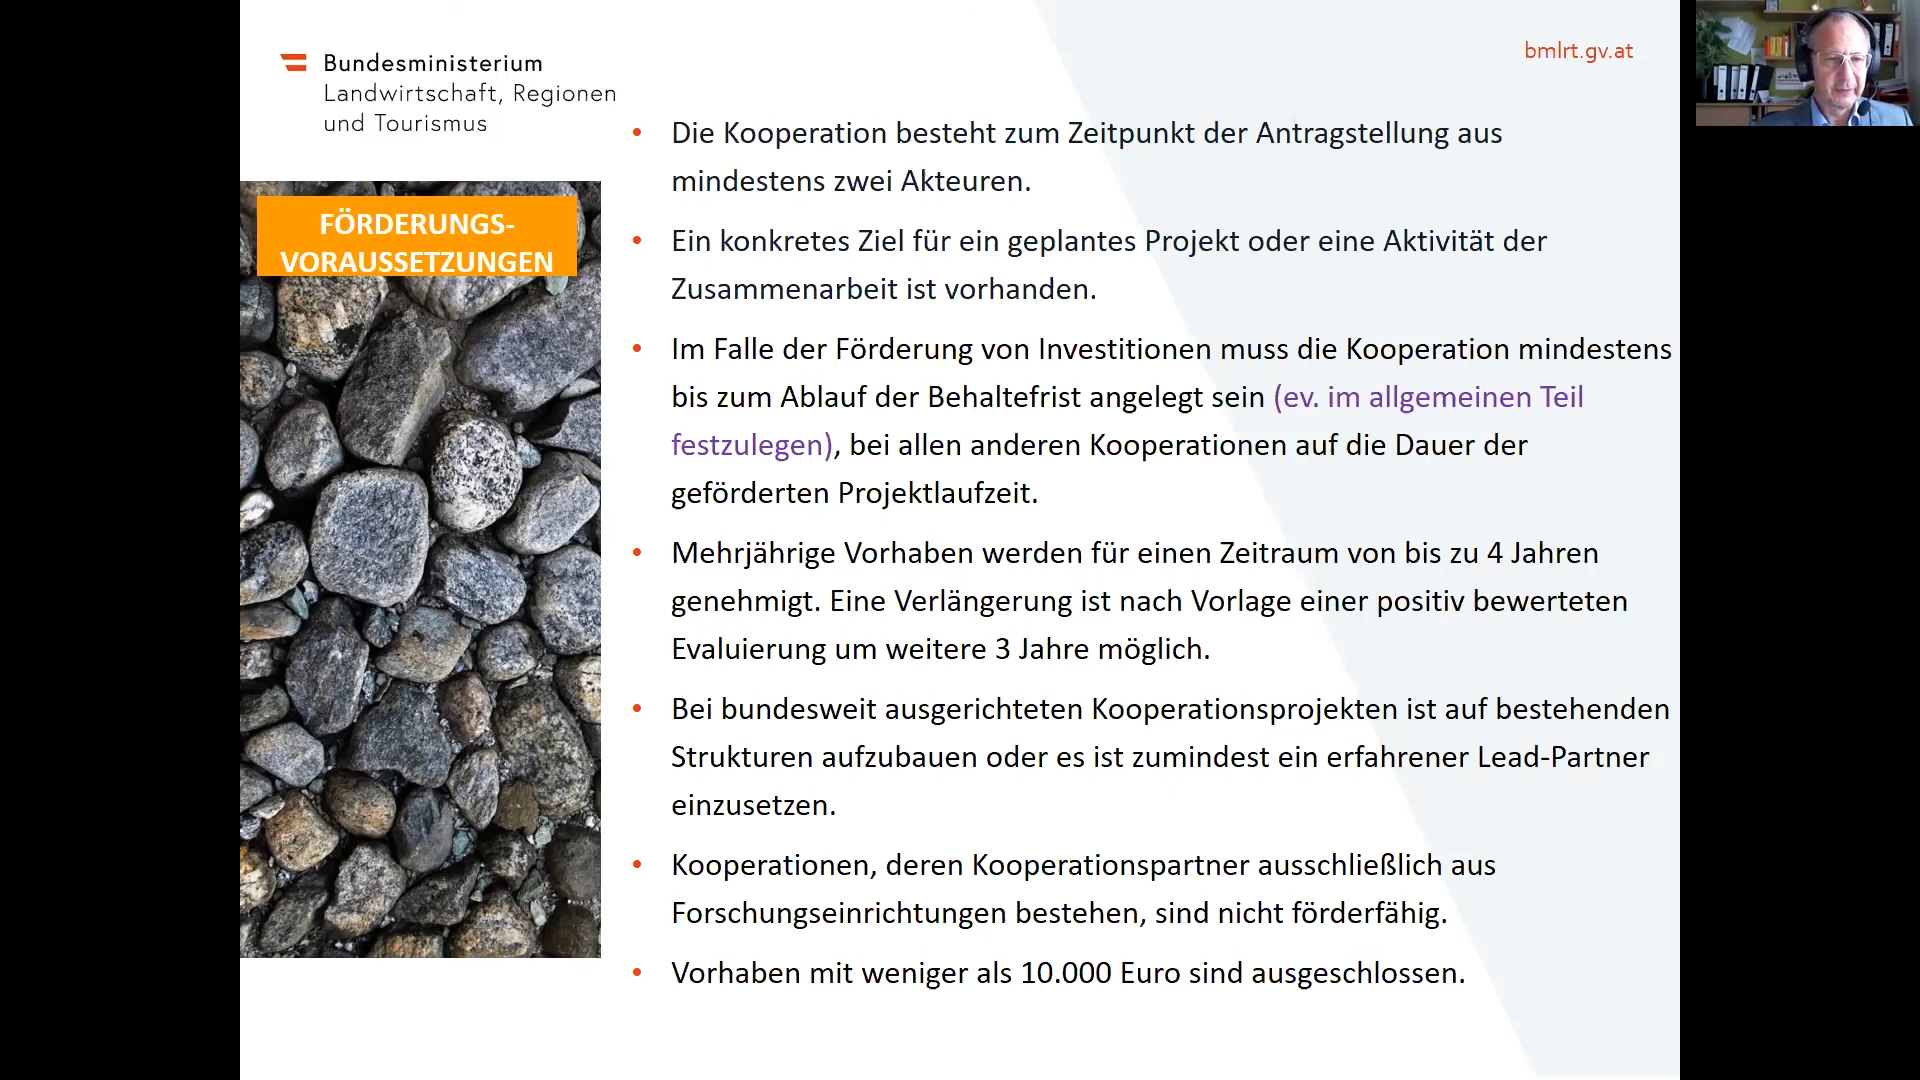 Bundesministerium
Landwirtschaft, Regionen
und Tourismus
bmlrt.gv.at
FÖRDERUNGS-
VORAUSSETZUNGEN
• Die Kooperation besteht zum Zeitpunkt der Antragstellung aus
mindestens zwei Akteuren.
• Ein konkretes Ziel für ein geplantes Projekt oder eine Aktivität der
Zusammenarbeit ist vorhanden.
• Im Falle der Förderung von Investitionen muss die Kooperation mindestens
bis zum Ablauf der Behaltefrist angelegt sein (ev. im allgemeinen Teil
festzulegen), bei allen anderen Kooperationen auf die Dauer der
geförderten Projektlaufzeit.
• Mehrjährige Vorhaben werden für einen Zeitraum von bis zu 4 Jahren
genehmigt. Eine Verlängerung ist nach Vorlage einer positiv bewerteten
Evaluierung um weitere 3 Jahre möglich.
• Bei bundesweit ausgerichteten Kooperationsprojekten ist auf bestehenden
Strukturen aufzubauen oder es ist zumindest ein erfahrener Lead-Partner
einzusetzen.
• Kooperationen, deren Kooperationspartner ausschließlich aus
Forschungseinrichtungen bestehen, sind nicht förderfähig.
• Vorhaben mit weniger als 10.000 Euro sind ausgeschlossen.